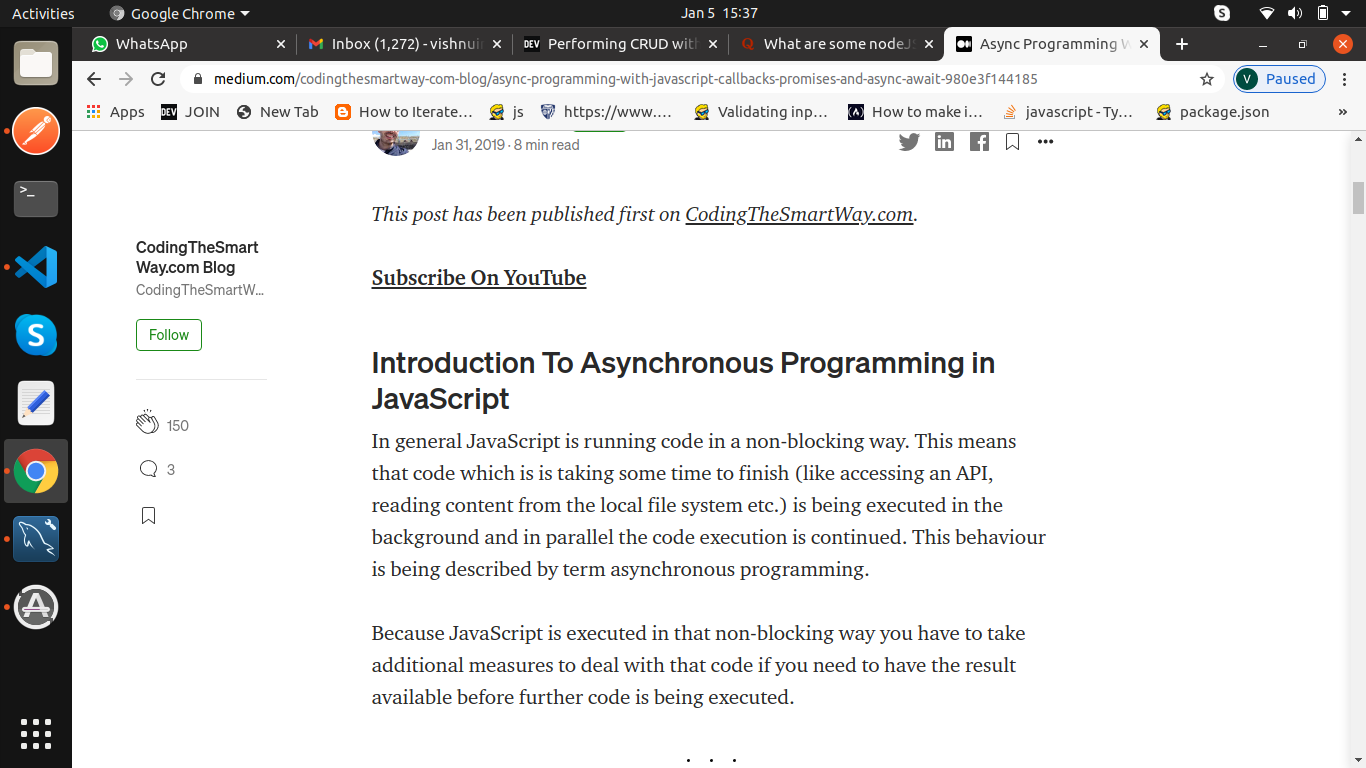 Activities
Google Chrome
Jan 5 15:37
WhatsApp
Inbox (1,272) - vishnuin
Performing CRUD with
What are some nodeJS
Async Programming W
medium.com/codingthesmartway-com-blog/async-programming-with-javascript-callbacks-promises-and-async-await-980e3f144185
V
Paused
Apps
DEV
JOIN
New Tab
How to Iterate…
js
https://www.…
Validating inp…
How to make i…
javascript - Ty…
package.json
»
Jan 31, 2019 · 8 min read
This post has been published first on CodingTheSmartWay.com.
Subscribe On YouTube
CodingTheSmart
Way.com Blog
CodingTheSmartW...
Follow
150
3
Introduction To Asynchronous Programming in
JavaScript
In general JavaScript is running code in a non-blocking way. This means
that code which is is taking some time to finish (like accessing an API,
reading content from the local file system etc.) is being executed in the
background and in parallel the code execution is continued. This behaviour
is being described by term asynchronous programming.
Because JavaScript is executed in that non-blocking way you have to take
additional measures to deal with that code if you need to have the result
available before further code is being executed.
. . .